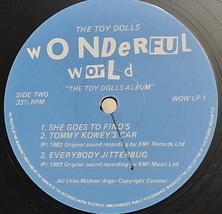 THE TOY DOLLS
wONDerFUL
worLd
"THE TOY DOLLS ALBUM"
SIDE TWO
33⅓ RPM
WOW LP 1
1. SHE GOES TO FINO'S
2. TOMMY KOWEY'S CAR
℗ 1982 Original sound recording by EMI Records Ltd
3. EVERYBODY JITTERBUG
℗ 1982 Original sound recording by EMI Music Ltd
All titles Michael Algar-Copyright Control